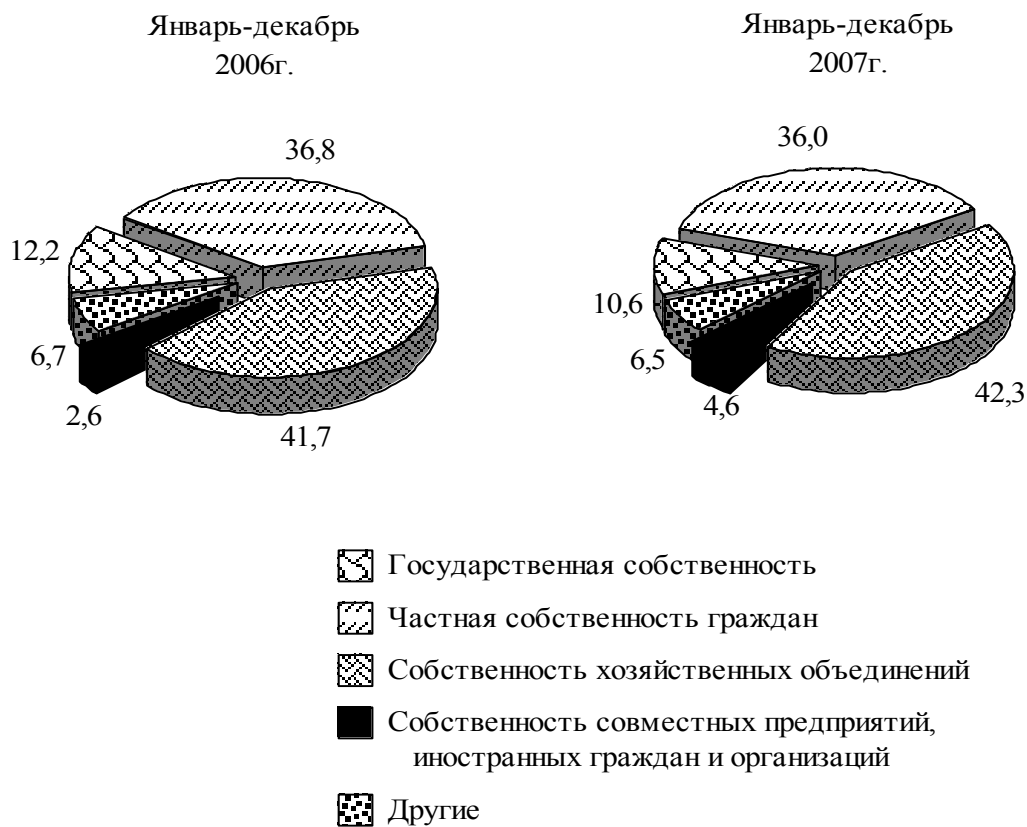 Январь-декабрь
2006г.
Январь-декабрь
2007г.
36,8
12,2
6,7
2,6
41,7
36,0
10,6
6,5
4,6
42,3
Государственная собственность
Частная собственность граждан
Собственность хозяйственных объединений
Собственность совместных предприятий,
иностранных граждан и организаций
Другие